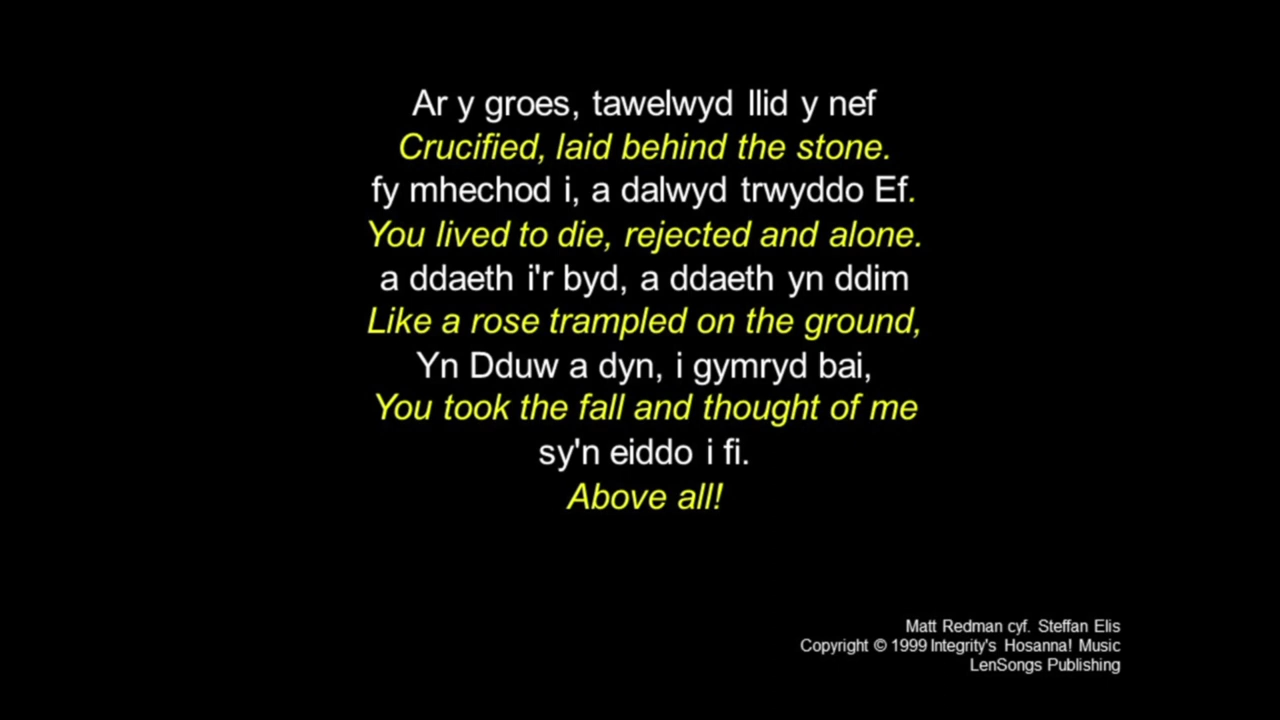 Ar y groes, tawelwyd llid y nef
Crucified, laid behind the stone.
fy mhechod i, a dalwyd trwyddo Ef.
You lived to die, rejected and alone.
a ddaeth i'r byd, a ddaeth yn ddim
Like a rose trampled on the ground,
Yn Dduw a dyn, i gymryd bai,
You took the fall and thought of me
sy'n eiddo i fi.
Above all!
Matt Redman cyf. Steffan Elis
Copyright © 1999 Integrity's Hosanna! Music
LenSongs Publishing